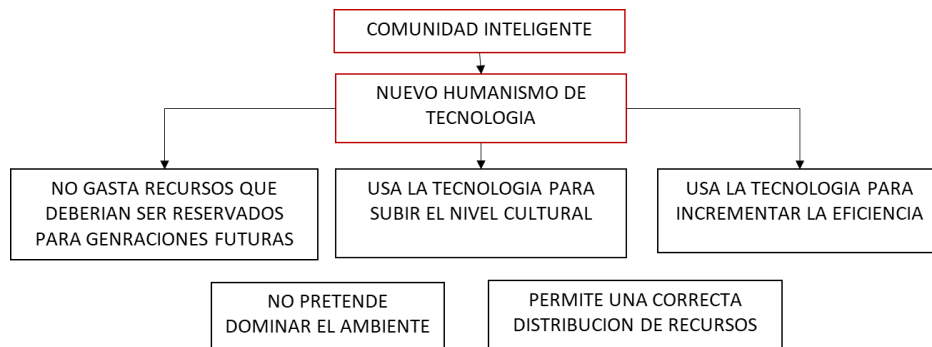 COMUNIDAD INTELIGENTE
NUEVO HUMANISMO DE
TECNOLOGIA
NO GASTA RECURSOS QUE
DEBERIAN SER RESERVADOS
PARA GENRACIONES FUTURAS
USA LA TECNOLOGIA PARA
SUBIR EL NIVEL CULTURAL
USA LA TECNOLOGIA PARA
INCREMENTAR LA EFICIENCIA
NO PRETENDE
DOMINAR EL AMBIENTE
PERMITE UNA CORRECTA
DISTRIBUCION DE RECURSOS